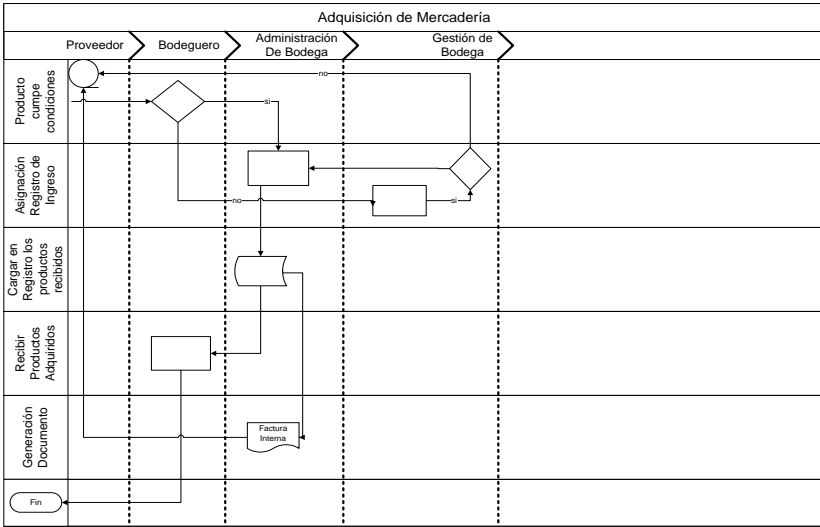 Adquisición de Mercadería
Proveedor
Bodeguero
Administración
De Bodega
Gestión de
Bodega
Producto
cumpe
condiciones
no
si
Asignación
Registro de
Ingreso
no
si
Cargar en
Registro los
productos
recibidos
Recibir
Productos
Adquiridos
Generación
Documento
Factura
Interna
Fin